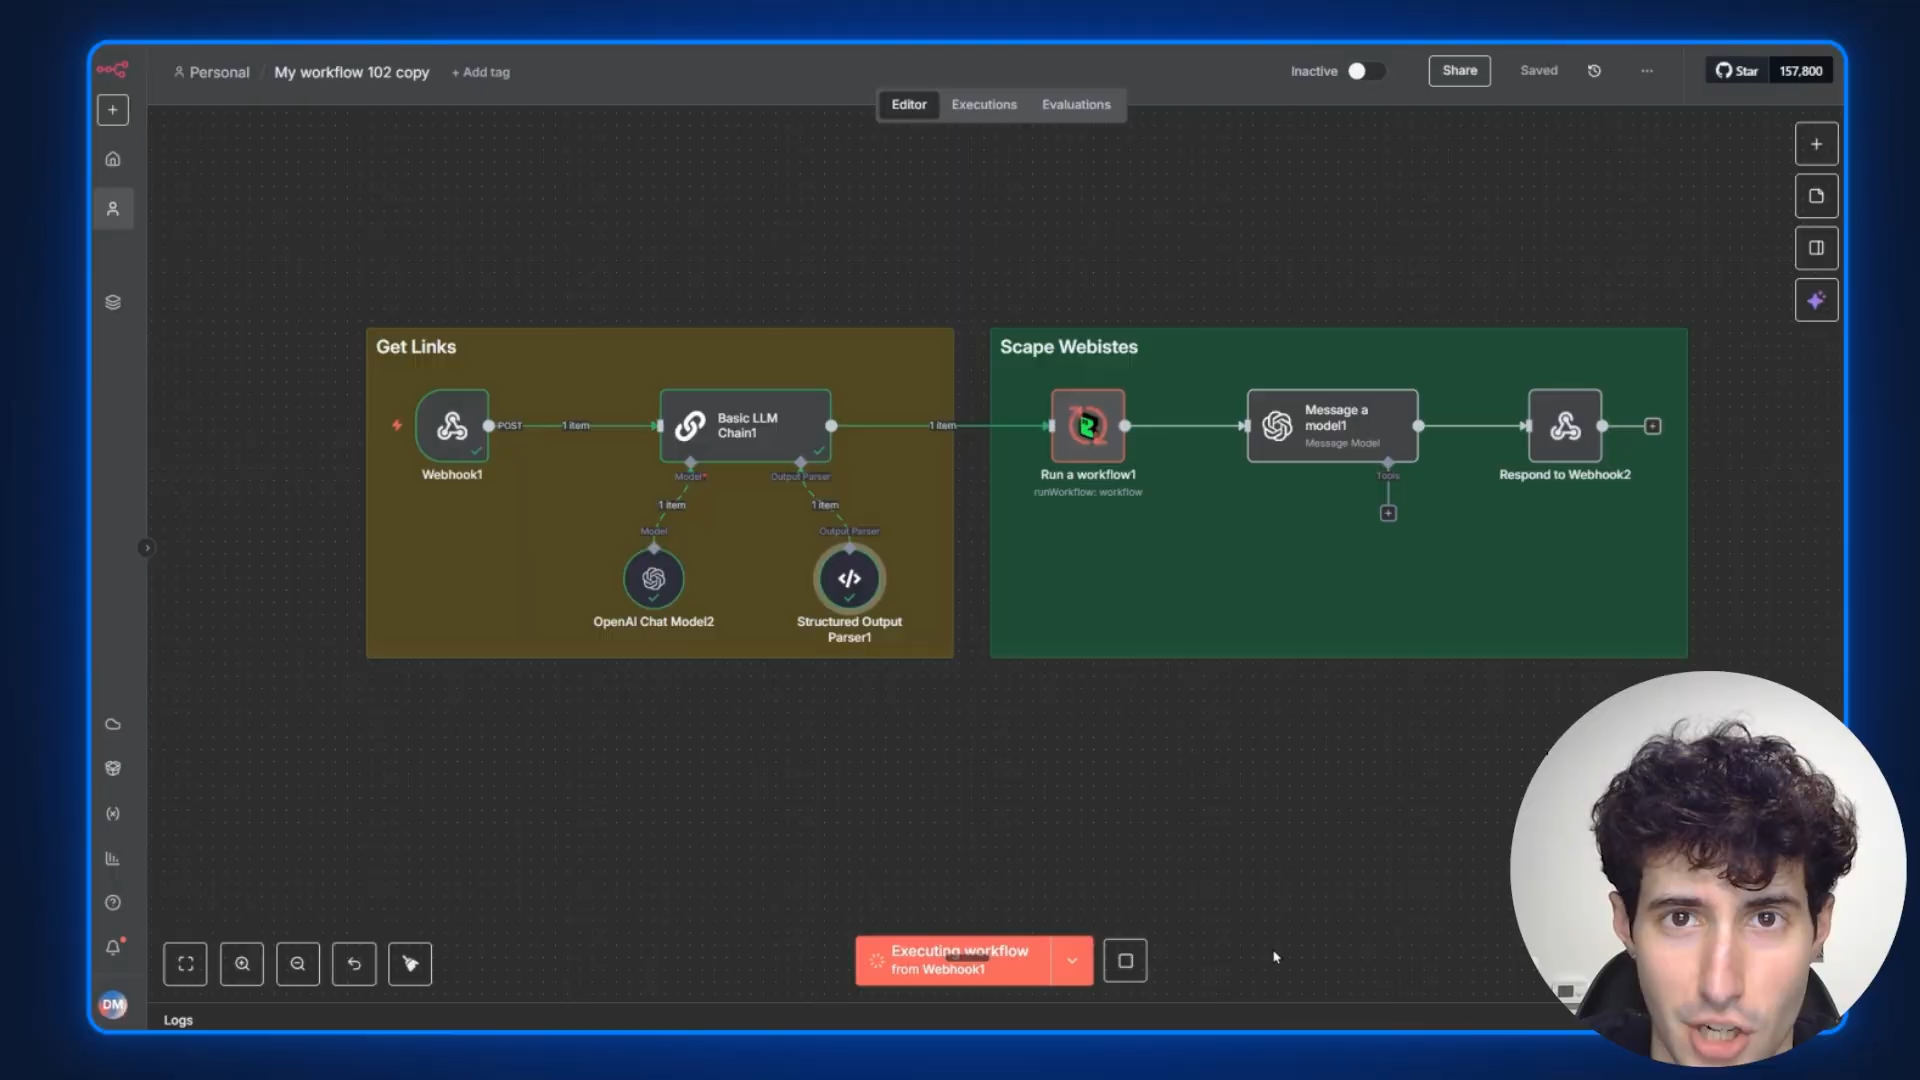 Personal / My workflow 102 copy + Add tag
Inactive
Share
Saved
Star 157,800
Editor Executions Evaluations
Get Links
Scape Webistes
POST
1 item
Basic LLM Chain1
1 item
Message a model1
Message Model
Webhook1
Model*
Output Parser
Run a workflow1
runWorkflow: workflow
Tools
Respond to Webhook2
1 item
1 item
Model
Output Parser
OpenAI Chat Model2
Structured Output
Parser1
Executing workflow
from Webhook1
DM
Logs